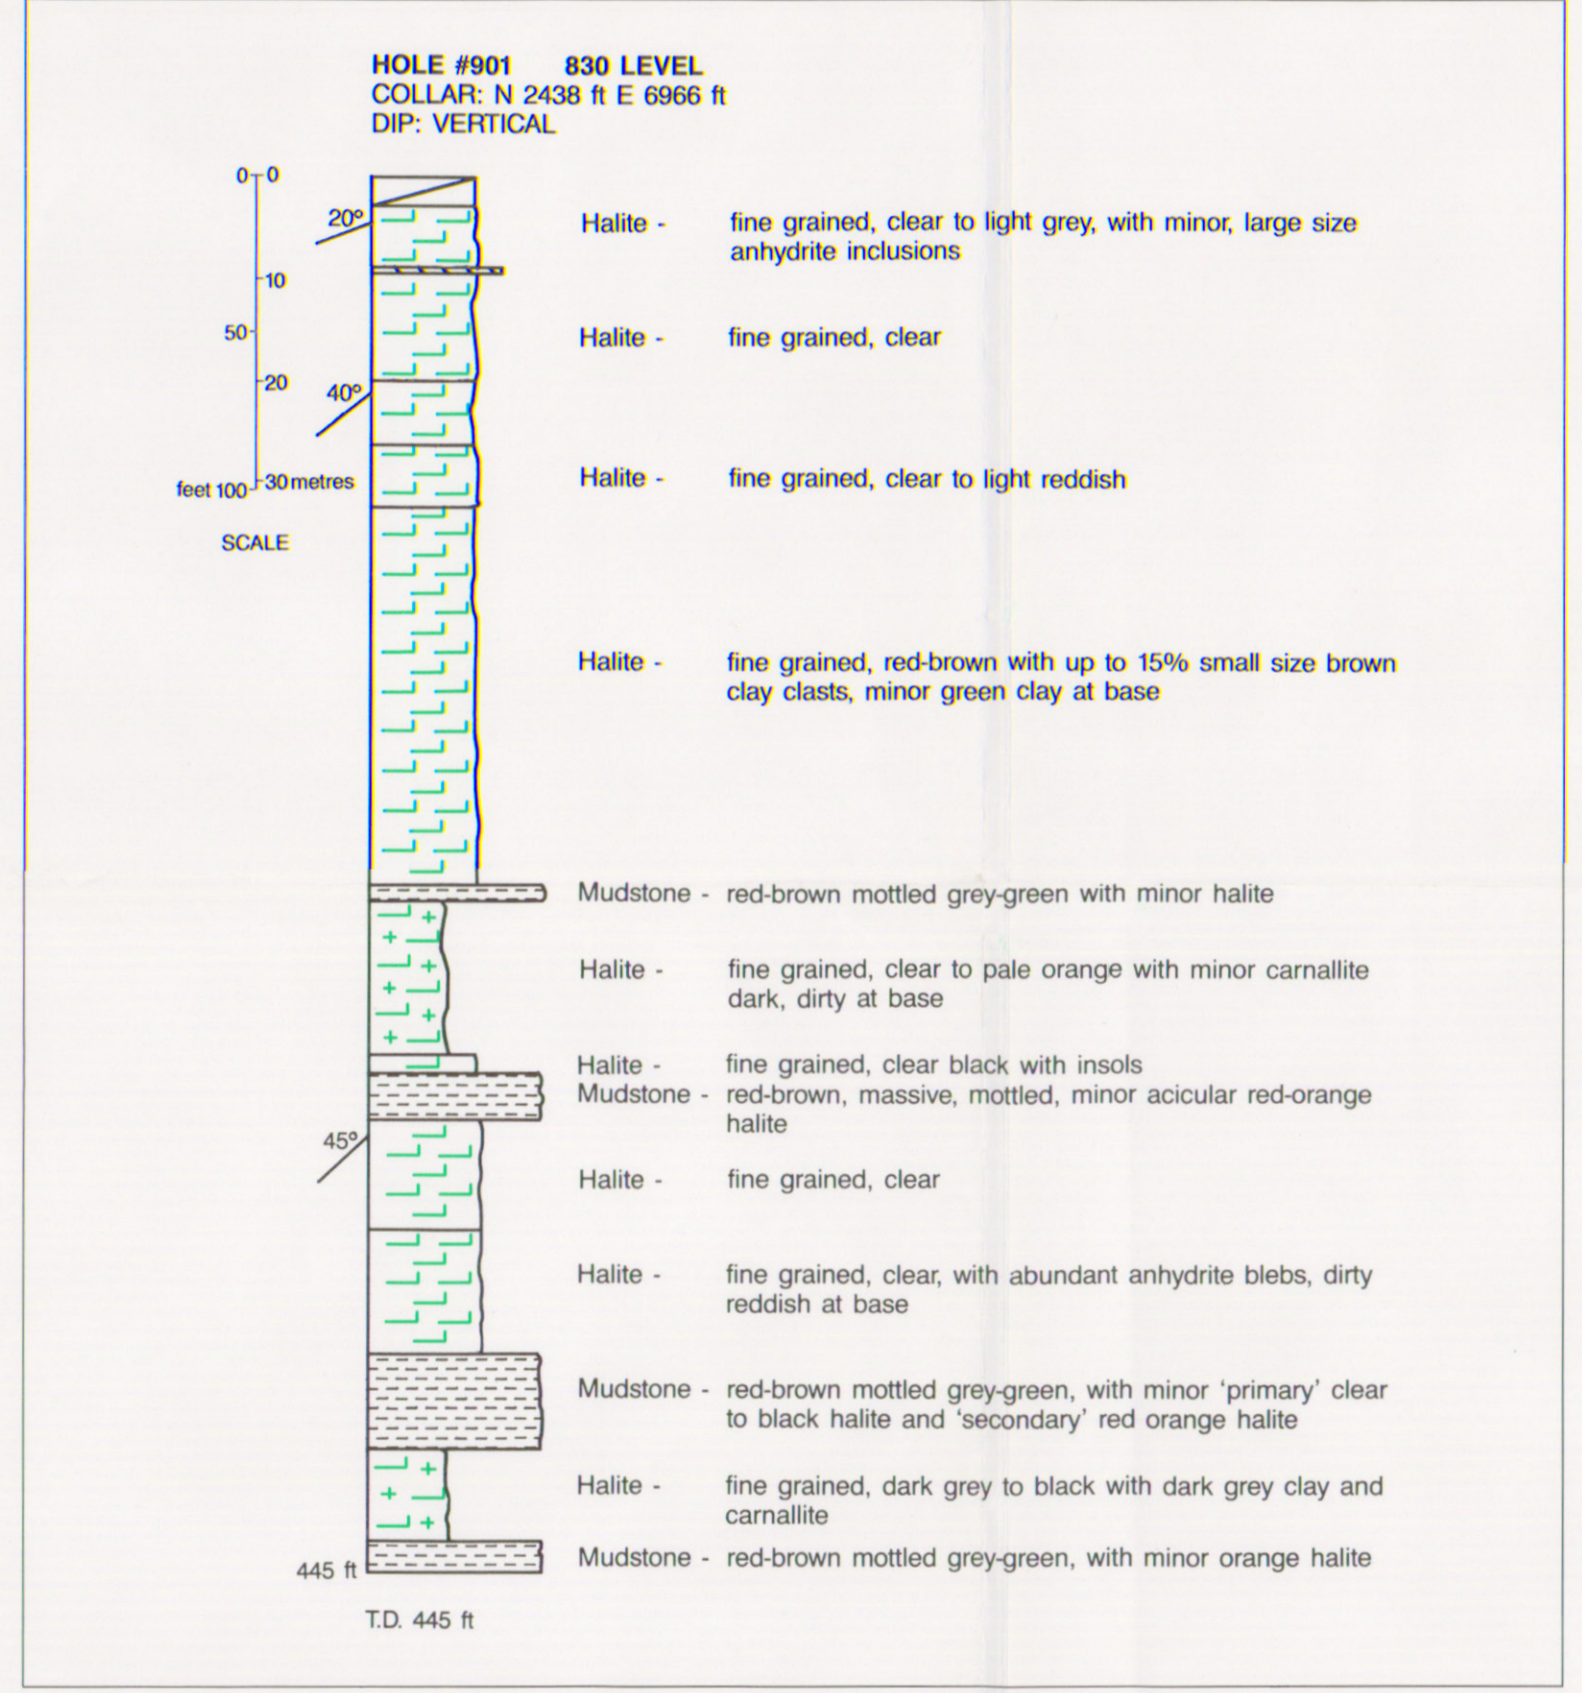 HOLE #901 830 LEVEL
COLLAR: N 2438 ft E 6966 ft
DIP: VERTICAL
0 0
20º
Halite - fine grained, clear to light grey, with minor, large size
anhydrite inclusions
10
50
Halite - fine grained, clear
20
40º
Halite - fine grained, clear to light reddish
feet 100 30 metres
SCALE
Halite - fine grained, red-brown with up to 15% small size brown
clay clasts, minor green clay at base
Mudstone - red-brown mottled grey-green with minor halite
Halite - fine grained, clear to pale orange with minor carnallite
dark, dirty at base
Halite - fine grained, clear black with insols
Mudstone - red-brown, massive, mottled, minor acicular red-orange
halite
45º
Halite - fine grained, clear
Halite - fine grained, clear, with abundant anhydrite blebs, dirty
reddish at base
Mudstone - red-brown mottled grey-green, with minor ‘primary’ clear
to black halite and ‘secondary’ red orange halite
Halite - fine grained, dark grey to black with dark grey clay and
carnallite
Mudstone - red-brown mottled grey-green, with minor orange halite
445 ft
T.D. 445 ft